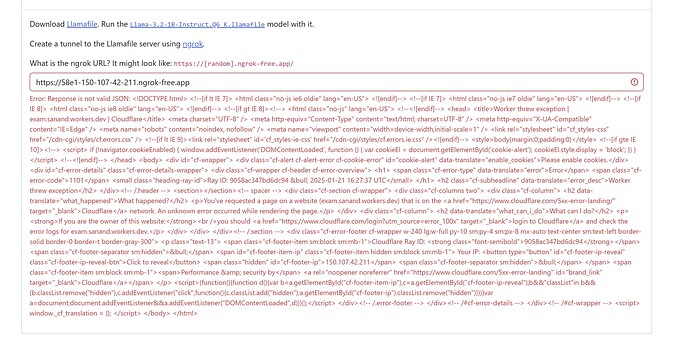 Download Llamafile. Run the Llama-3.2-1B-Instruct.Q6_K.llamafile model with it.
Create a tunnel to the Llamafile server using ngrok.
What is the ngrok URL? It might look like: https://[random].ngrok-free.app/
https://58e1-150-107-42-211.ngrok-free.app
Error: Response is not valid JSON: <!DOCTYPE html> <!--[if lt IE 7]> <html class="no-js ie6 oldie" lang="en-US"> <![endif]--> <!--[if IE 7]> <html class="no-js ie7 oldie" lang="en-US"> <![endif]--> <!--[if
IE 8]> <html class="no-js ie8 oldie" lang="en-US"> <![endif]--> <!--[if gt IE 8]><!--> <html class="no-js" lang="en-US"> <!--<![endif]--> <head> <title>Worker threw exception |
exam.sanand.workers.dev | Cloudflare</title> <meta charset="UTF-8" /> <meta http-equiv="Content-Type" content="text/html; charset=UTF-8" /> <meta http-equiv="X-UA-Compatible"
content="IE=Edge" /> <meta name="robots" content="noindex, nofollow" /> <meta name="viewport" content="width=device-width,initial-scale=1" /> <link rel="stylesheet" id="cf_styles-css"
href="/cdn-cgi/styles/cf.errors.css" /> <!--[if lt IE 9]><link rel="stylesheet" id='cf_styles-ie-css' href="/cdn-cgi/styles/cf.errors.ie.css" /><![endif]--> <style>body{margin:0;padding:0}</style> <!--[if gte IE
10]><!--> <script> if (!navigator.cookieEnabled) { window.addEventListener('DOMContentLoaded', function () { var cookieEl = document.getElementById('cookie-alert'); cookieEl.style.display = 'block'; }) }
</script> <!--<![endif]--> </head> <body> <div id="cf-wrapper"> <div class="cf-alert cf-alert-error cf-cookie-error" id="cookie-alert" data-translate="enable_cookies">Please enable cookies.</div>
<div id="cf-error-details" class="cf-error-details-wrapper"> <div class="cf-wrapper cf-header cf-error-overview"> <h1> <span class="cf-error-type" data-translate="error">Error</span> <span class="cf-
error-code">1101</span> <small class="heading-ray-id">Ray ID: 9058ac347bd6dc94 &bull; 2025-01-21 16:27:37 UTC</small> </h1> <h2 class="cf-subheadline" data-translate="error_desc">Worker
threw exception</h2> </div><!-- /.header --> <section></section><!-- spacer --> <div class="cf-section cf-wrapper"> <div class="cf-columns two"> <div class="cf-column"> <h2 data-
translate="what_happened">What happened?</h2> <p>You've requested a page on a website (exam.sanand.workers.dev) that is on the <a href="https://www.cloudflare.com/5xx-error-landing/"
target="_blank">Cloudflare</a> network. An unknown error occurred while rendering the page.</p> </div> <div class="cf-column"> <h2 data-translate="what_can_i_do">What can I do?</h2> <p>
<strong>If you are the owner of this website:</strong><br />you should <a href="https://www.cloudflare.com/login?utm_source=error_100x" target="_blank">login to Cloudflare</a> and check the
error logs for exam.sanand.workers.dev.</p> </div> </div> </div><!-- /.section --> <div class="cf-error-footer cf-wrapper w-240 lg:w-full py-10 sm:py-4 sm:px-8 mx-auto text-center sm:text-left border-
solid border-0 border-t border-gray-300"> <p class="text-13"> <span class="cf-footer-item sm:block sm:mb-1">Cloudflare Ray ID: <strong class="font-semibold">9058ac347bd6dc94</strong></span>
<span class="cf-footer-separator sm:hidden">&bull;</span> <span id="cf-footer-item-ip" class="cf-footer-item hidden sm:block sm:mb-1"> Your IP: <button type="button" id="cf-footer-ip-reveal"
class="cf-footer-ip-reveal-btn">Click to reveal</button> <span class="hidden" id="cf-footer-ip">150.107.42.211</span> <span class="cf-footer-separator sm:hidden">&bull;</span> </span> <span
class="cf-footer-item sm:block sm:mb-1"><span>Performance &amp; security by</span> <a rel="noopener noreferrer" href="https://www.cloudflare.com/5xx-error-landing" id="brand_link"
target="_blank">Cloudflare</a></span> </p> <script>(function(){function d(){var b=a.getElementById("cf-footer-item-ip"),c=a.getElementById("cf-footer-ip-reveal");b&&"classList"in b&&
(b.classList.remove("hidden"),c.addEventListener("click",function(){c.classList.add("hidden");a.getElementById("cf-footer-ip").classList.remove("hidden")}))}var
a=document;document.addEventListener&&a.addEventListener("DOMContentLoaded",d)})();</script> </div><!-- /.error-footer --> </div><!-- /#cf-error-details --> </div><!-- /#cf-wrapper --> <script>
window._cf_translation = {}; </script> </body> </html>